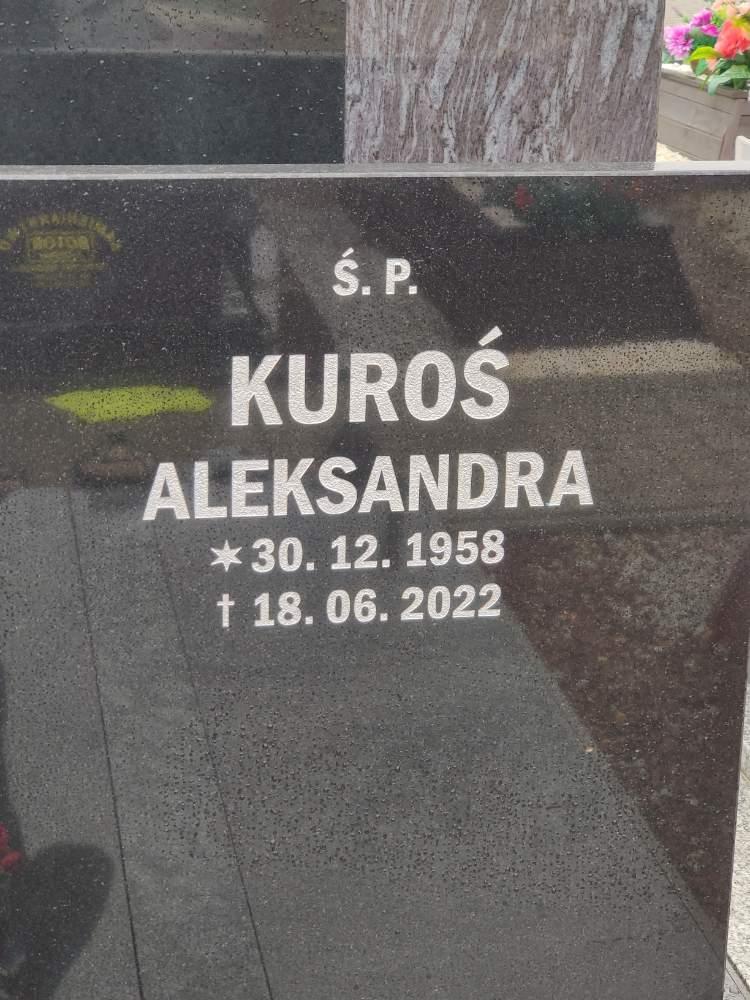 Ś. P.
KUROŚ
ALEKSANDRA
* 30. 12. 1958
† 18. 06. 2022